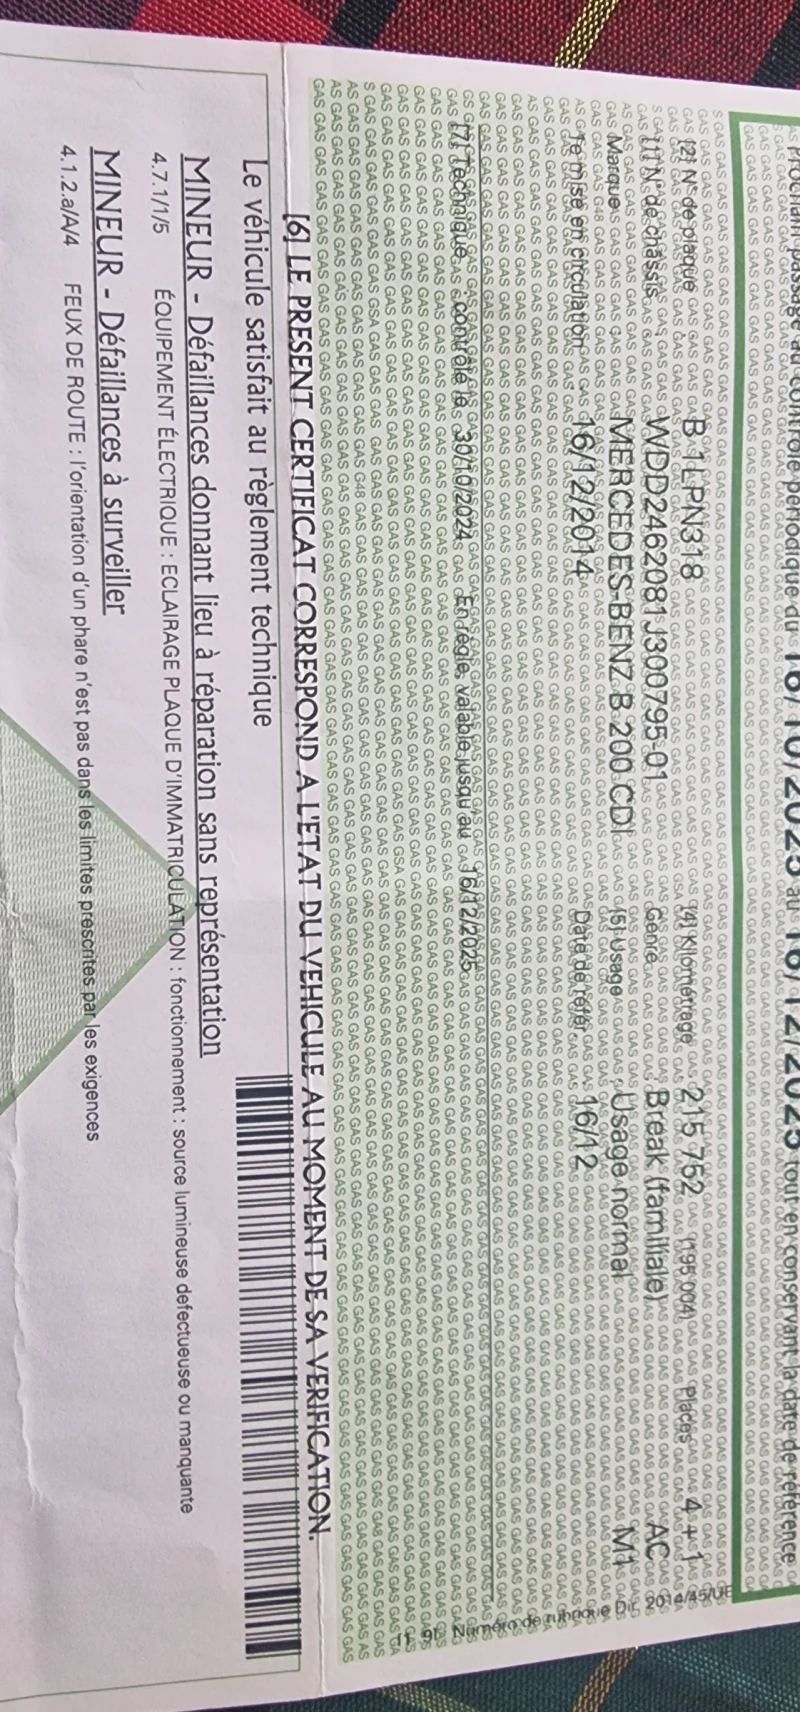 Prochain passage au contrôle périodique du 16/10/2025 au 16/12/2025 tout en conservant la date de référence
[2] N° de plaque B 1LPN318 [4] Kilométrage 215 752 (195 004) Places 4 + 1
[1] N° de châssis WDD2462081J300795-01 Genre Break (familiale) AC
Marque MERCEDES-BENZ B 200 CDI [5] Usage Usage normal M1
1e mise en circulation 16/12/2014 Date de référ 16/12
[7] Technique contrôlé le 30/10/2024 En règle, valable jusqu'au 16/12/2025
Numéro de rubrique Dir. 2014/45/UE
[6] LE PRESENT CERTIFICAT CORRESPOND A L'ETAT DU VEHICULE AU MOMENT DE SA VERIFICATION.
Le véhicule satisfait au règlement technique
MINEUR - Défaillances donnant lieu à réparation sans représentation
4.7.1/1/5 ÉQUIPEMENT ÉLECTRIQUE : ECLAIRAGE PLAQUE D'IMMATRICULATION : fonctionnement : source lumineuse defectueuse ou manquante
MINEUR - Défaillances à surveiller
4.1.2.a/A/4 FEUX DE ROUTE : l'orientation d'un phare n'est pas dans les limites prescrites par les exigences